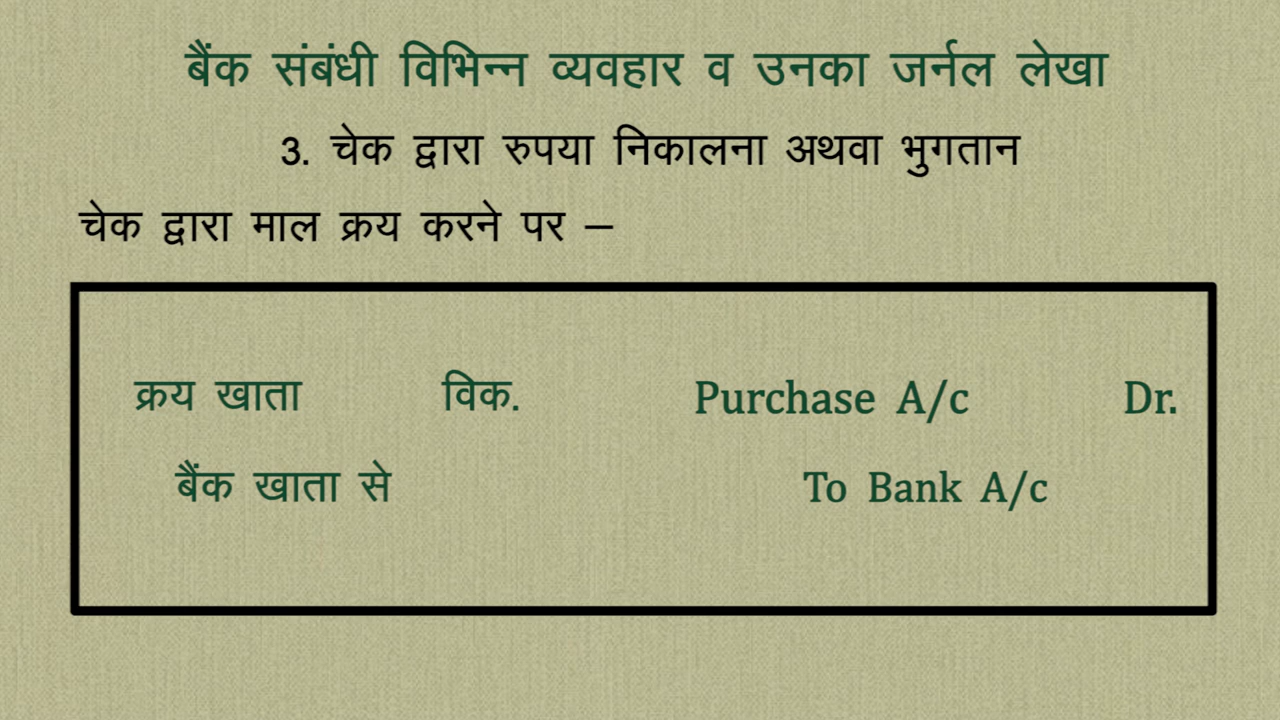 बैंक संबंधी विभिन्न व्यवहार व उनका जर्नल लेखा
3. चेक द्वारा रुपया निकालना अथवा भुगतान
चेक द्वारा माल क्रय करने पर –
क्रय खाता विक. Purchase A/c Dr.
बैंक खाता से To Bank A/c